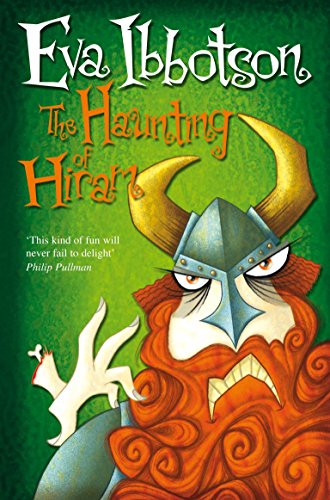 Eva Ibbotson
The Haunting
of
Hiram
‘This kind of fun will
never fail to delight’
Philip Pullman